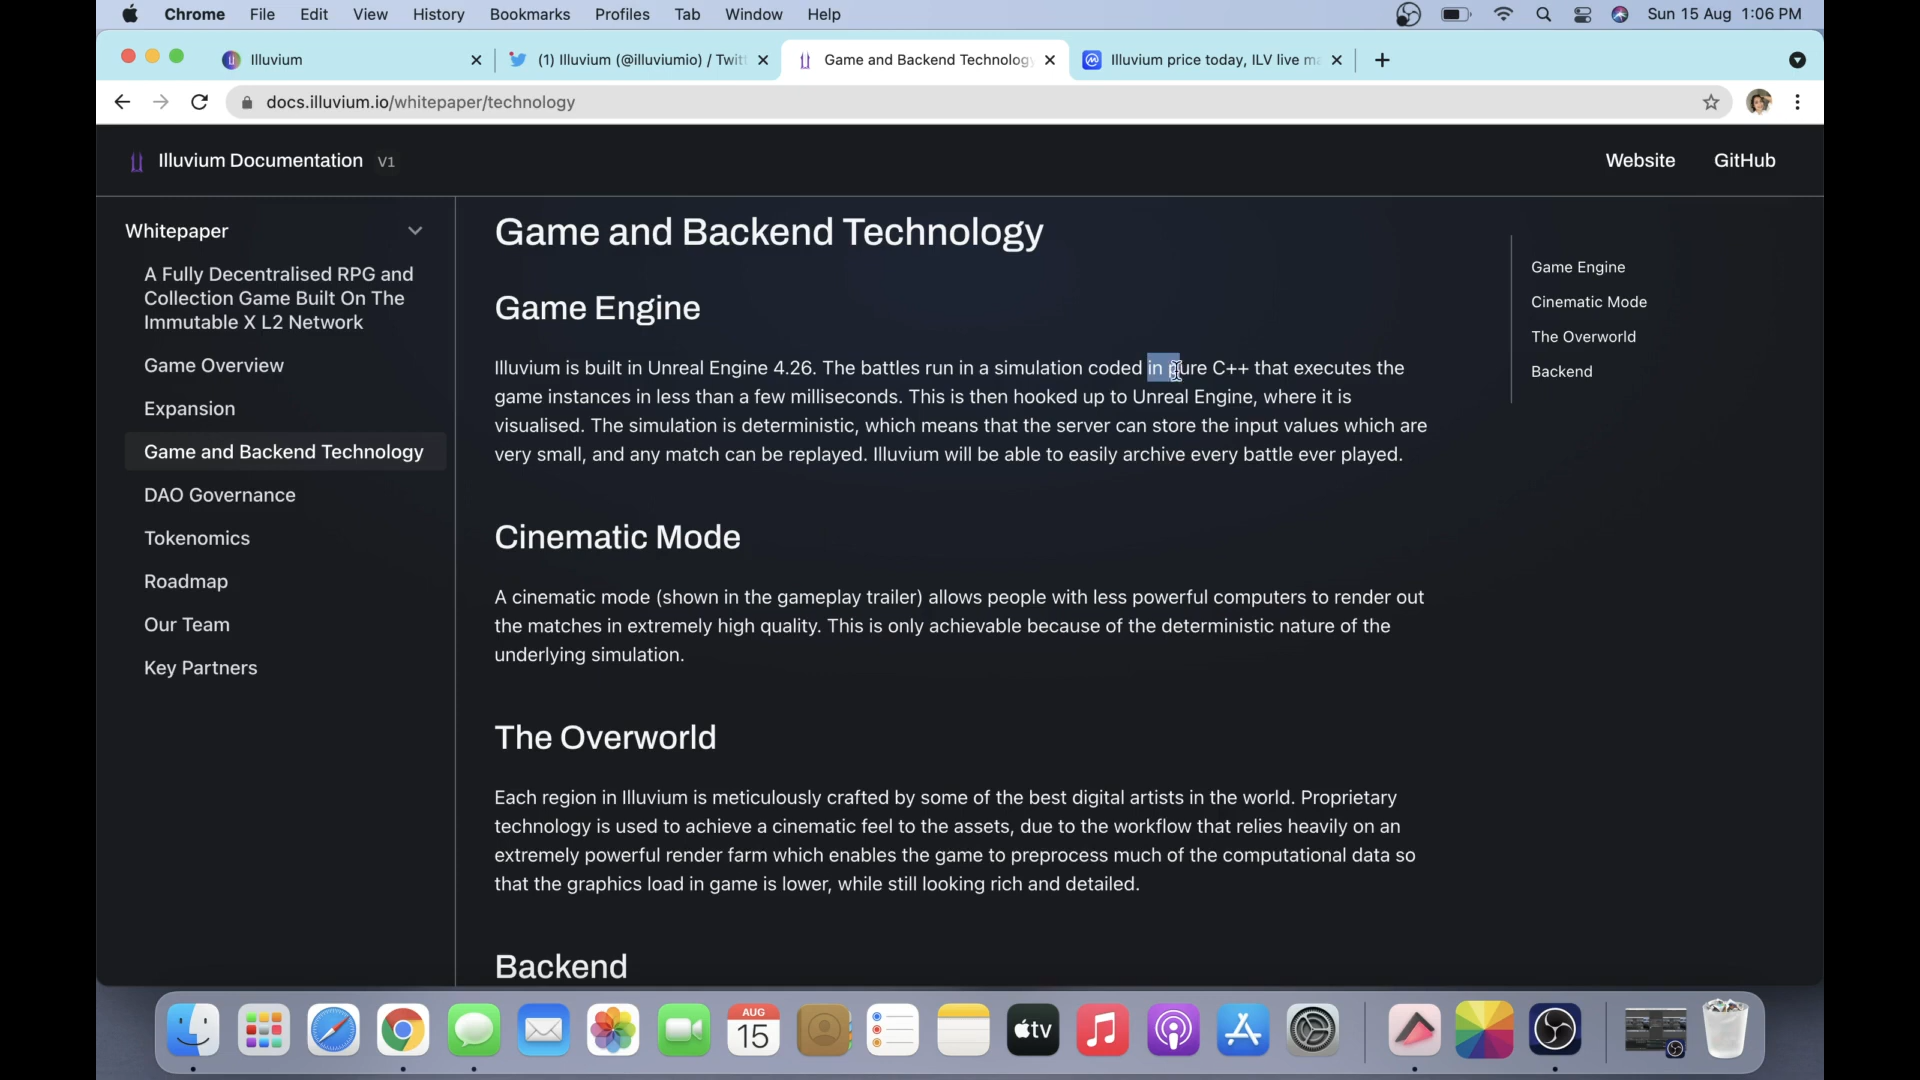 Chrome File Edit View History Bookmarks Profiles Tab Window Help Sun 15 Aug 1:06 PM
Illuvium (1) Illuvium (@illuviumio) / Twit Game and Backend Technology Illuvium price today, ILV live ma
docs.illuvium.io/whitepaper/technology
Illuvium Documentation V1 Website GitHub
Whitepaper
A Fully Decentralised RPG and
Collection Game Built On The
Immutable X L2 Network
Game Overview
Expansion
Game and Backend Technology
DAO Governance
Tokenomics
Roadmap
Our Team
Key Partners
Game and Backend Technology
Game Engine
Illuvium is built in Unreal Engine 4.26. The battles run in a simulation coded in pure C++ that executes the
game instances in less than a few milliseconds. This is then hooked up to Unreal Engine, where it is
visualised. The simulation is deterministic, which means that the server can store the input values which are
very small, and any match can be replayed. Illuvium will be able to easily archive every battle ever played.
Cinematic Mode
A cinematic mode (shown in the gameplay trailer) allows people with less powerful computers to render out
the matches in extremely high quality. This is only achievable because of the deterministic nature of the
underlying simulation.
The Overworld
Each region in Illuvium is meticulously crafted by some of the best digital artists in the world. Proprietary
technology is used to achieve a cinematic feel to the assets, due to the workflow that relies heavily on an
extremely powerful render farm which enables the game to preprocess much of the computational data so
that the graphics load in game is lower, while still looking rich and detailed.
Backend
Game Engine
Cinematic Mode
The Overworld
Backend
AUG
15
tv